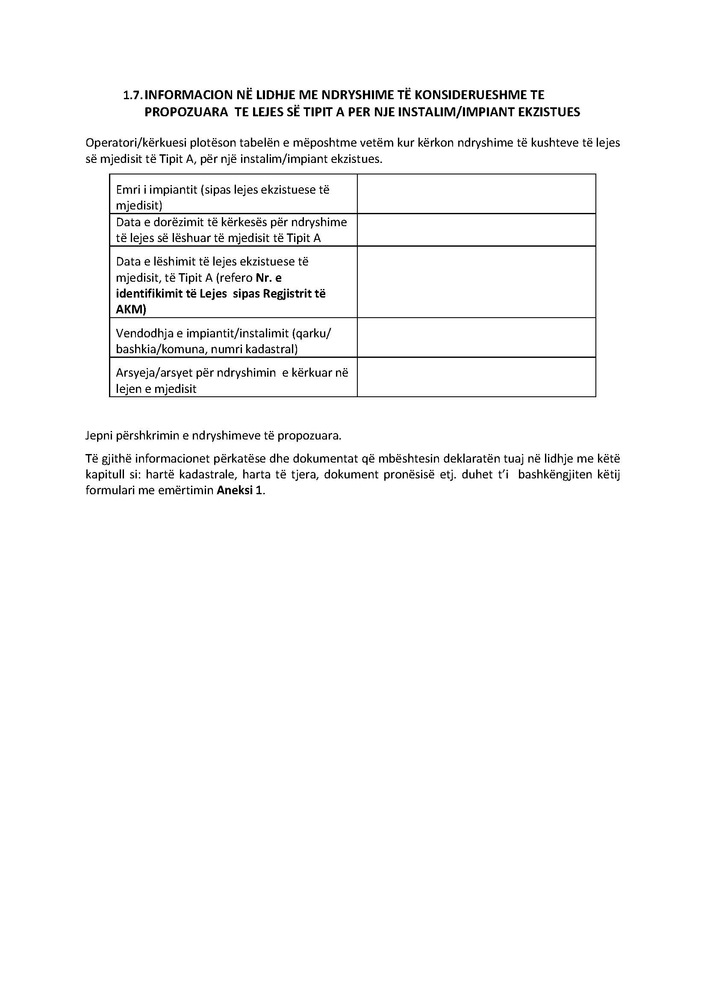 1.7. INFORMACION NË LIDHJE ME NDRYSHIME TË KONSIDERUESHME TE
PROPOZUARA  TE LEJES SË TIPIT A PER NJE INSTALIM/IMPIANT EKZISTUES
Operatori/kërkuesi plotëson tabelën e mëposhtme vetëm kur kërkon ndryshime të kushteve të lejes
së mjedisit të Tipit A, për një instalim/impiant ekzistues.
Emri i impiantit (sipas lejes ekzistuese të
mjedisit)
Data e dorëzimit të kërkesës për ndryshime
të lejes së lëshuar të mjedisit të Tipit A
Data e lëshimit të lejes ekzistuese të
mjedisit, të Tipit A (refero Nr. e
identifikimit të Lejes  sipas Regjistrit të
AKM)
Vendodhja e impiantit/instalimit (qarku/
bashkia/komuna, numri kadastral)
Arsyeja/arsyet për ndryshimin  e kërkuar në
lejen e mjedisit
Jepni përshkrimin e ndryshimeve të propozuara.
Të gjithë informacionet përkatëse dhe dokumentat që mbështesin deklaratën tuaj në lidhje me këtë
kapitull si: hartë kadastrale, harta të tjera, dokument pronësisë etj. duhet t’i  bashkëngjiten këtij
formulari me emërtimin Aneksi 1.